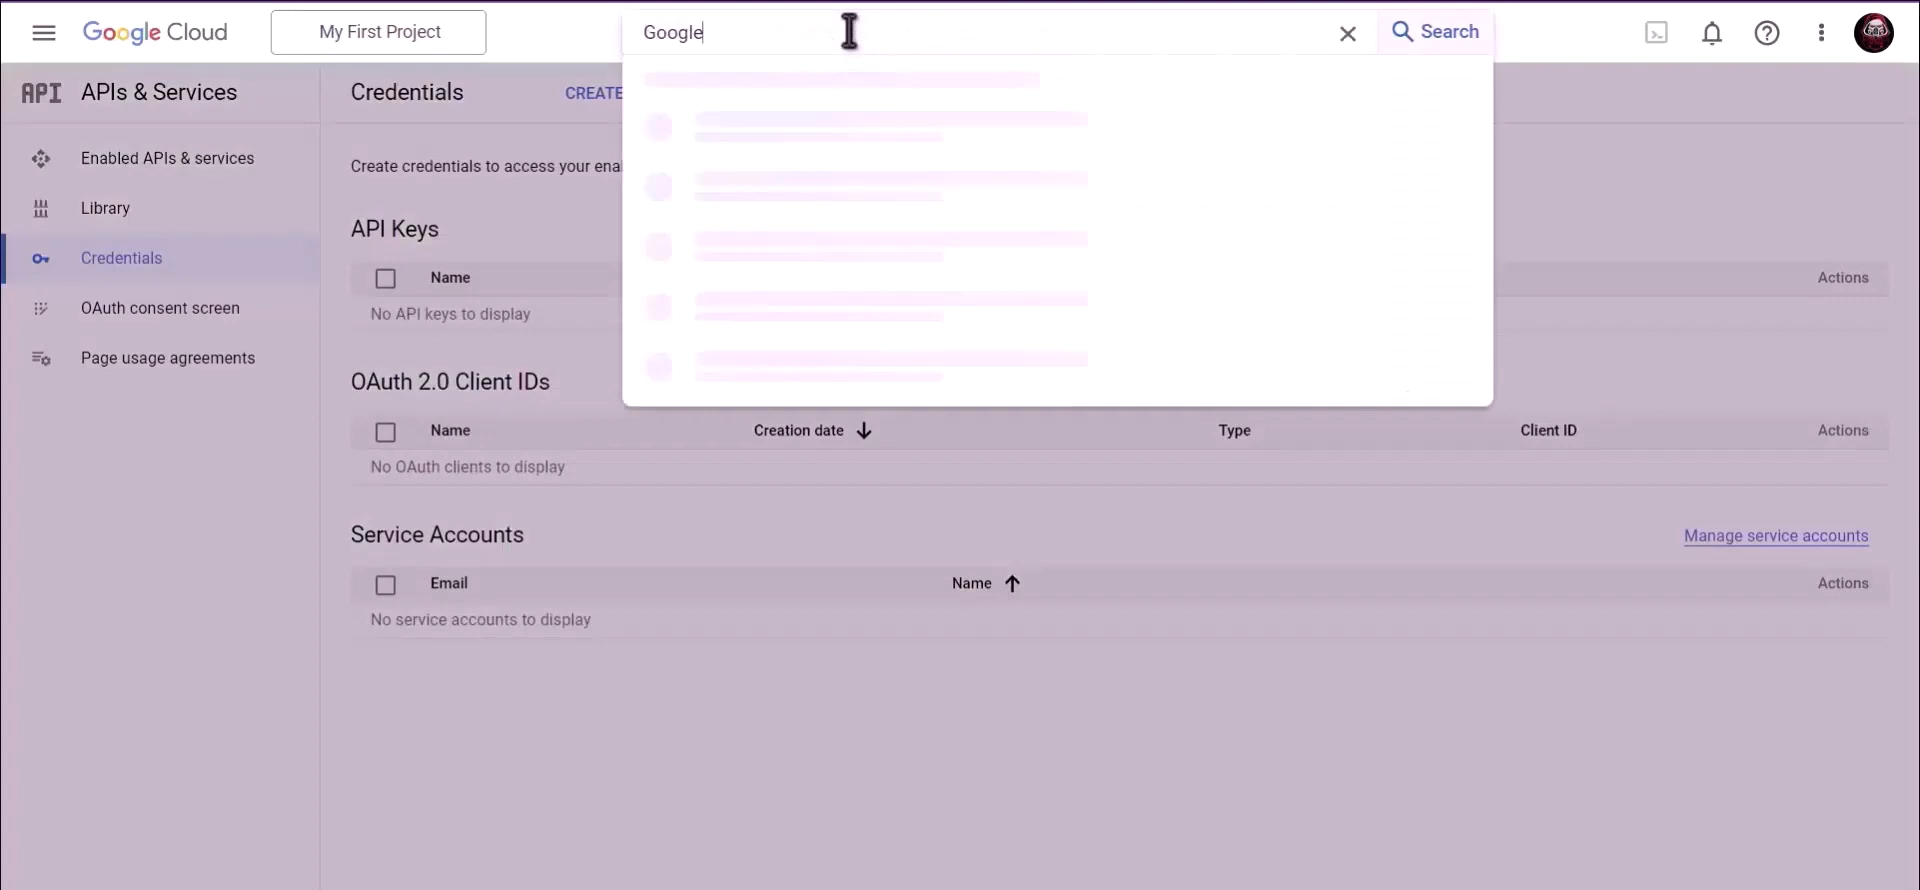 Google Cloud
My First Project
Google
Search
API APIs & Services
Enabled APIs & services
Library
Credentials
OAuth consent screen
Page usage agreements
Credentials
CREATE
Create credentials to access your ena
API Keys
Name
Actions
No API keys to display
OAuth 2.0 Client IDs
Name Creation date Type Client ID Actions
No OAuth clients to display
Service Accounts
Manage service accounts
Email Name Actions
No service accounts to display